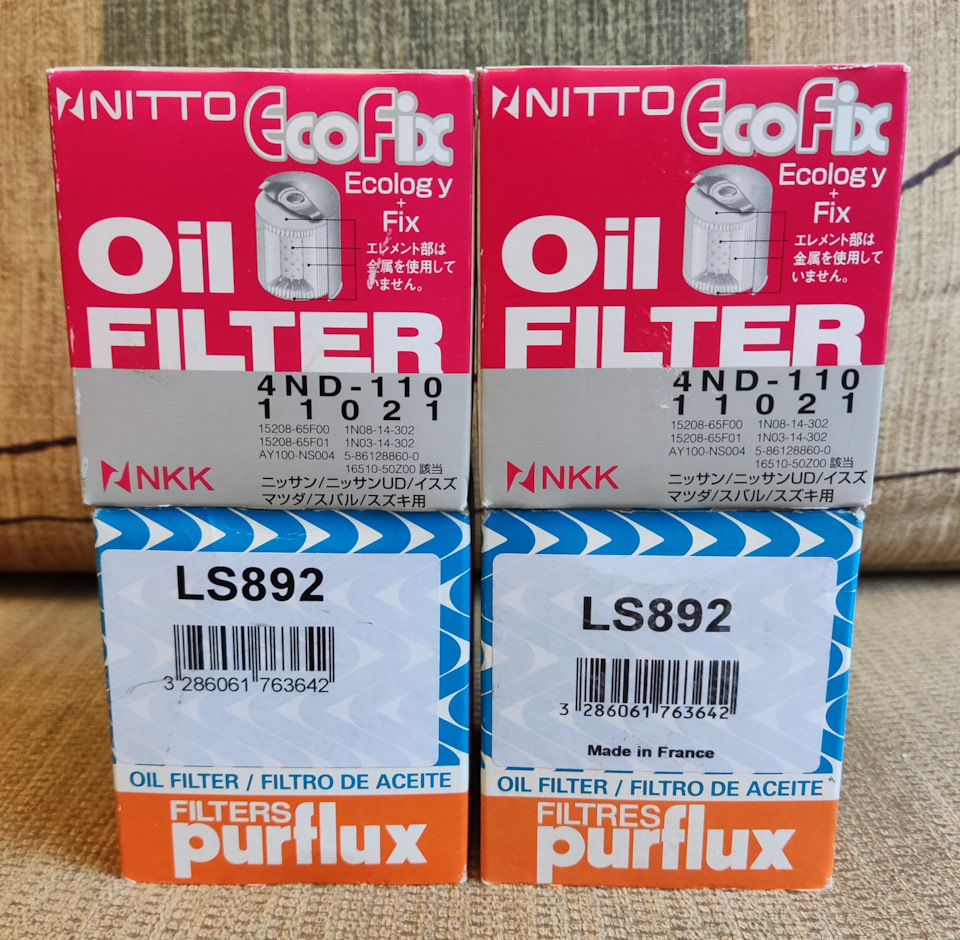 NITTO
EcoFix
Ecology
+
Fix
エレメント部は
金属を使用して
いません。
Oil
FILTER
4ND-110
11021
15208-65F00 1N08-14-302
15208-65F01 1N03-14-302
AY100-NS004 5-86128860-0
16510-50Z00 該当
NKK
ニッサン/ニッサンUD/イスズ
マツダ/スバル/スズキ用
NITTO
EcoFix
Ecology
+
Fix
エレメント部は
金属を使用して
いません。
Oil
FILTER
4ND-110
11021
15208-65F00 1N08-14-302
15208-65F01 1N03-14-302
AY100-NS004 5-86128860-0
16510-50Z00 該当
NKK
ニッサン/ニッサンUD/イスズ
マツダ/スバル/スズキ用
LS892
3 286061 763642
OIL FILTER / FILTRO DE ACEITE
FILTERS
purflux
LS892
3 286061 763642
Made in France
OIL FILTER / FILTRO DE ACEITE
FILTRES
purflux